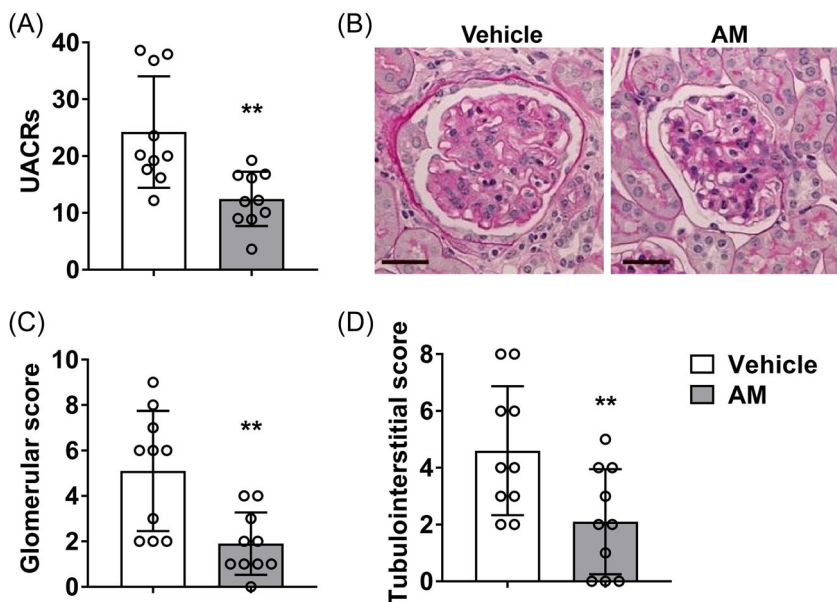 (A)
UACRs
40
30
20
10
0
**
(B)
Vehicle
AM
(C)
Glomerular score
10
8
6
4
2
0
**
(D)
Tubulointerstitial score
8
6
4
2
0
**
Vehicle
AM